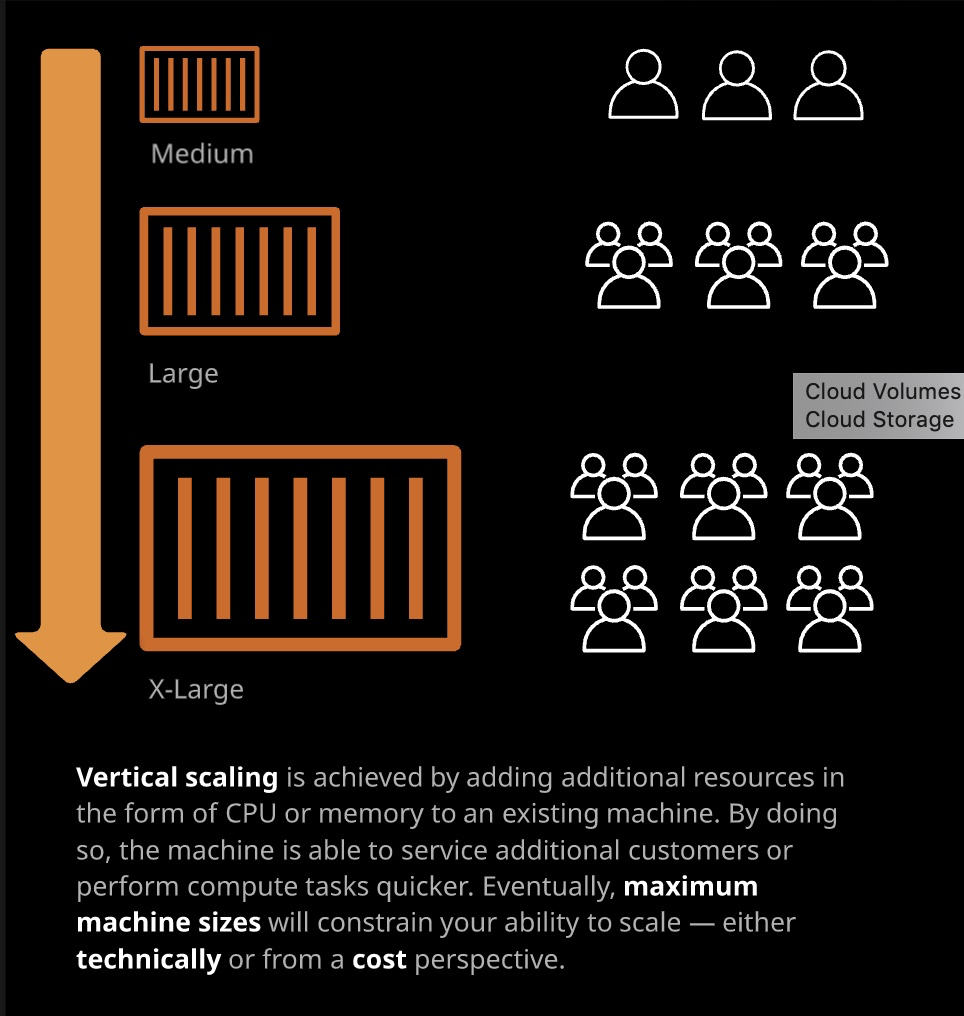 Medium
Large
Cloud Volumes
Cloud Storage
X-Large
Vertical scaling is achieved by adding additional resources in
the form of CPU or memory to an existing machine. By doing
so, the machine is able to service additional customers or
perform compute tasks quicker. Eventually, maximum
machine sizes will constrain your ability to scale — either
technically or from a cost perspective.